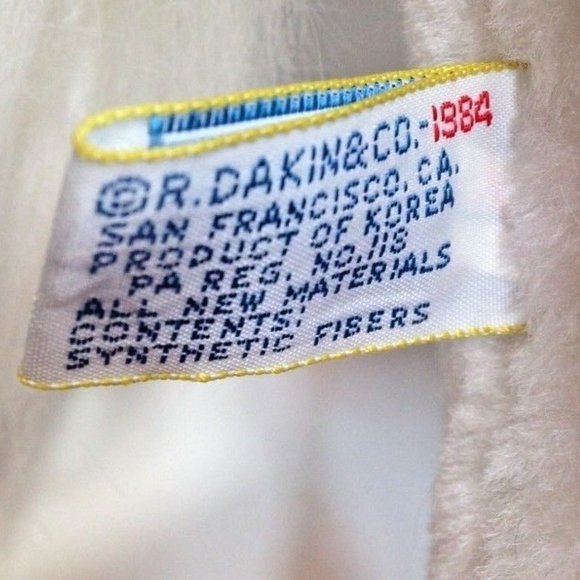 © R. DAKIN & CO.-1984
SAN FRANCISCO, CA.
PRODUCT OF KOREA
PA REG. NO. 118
ALL NEW MATERIALS
CONTENTS:
SYNTHETIC FIBERS